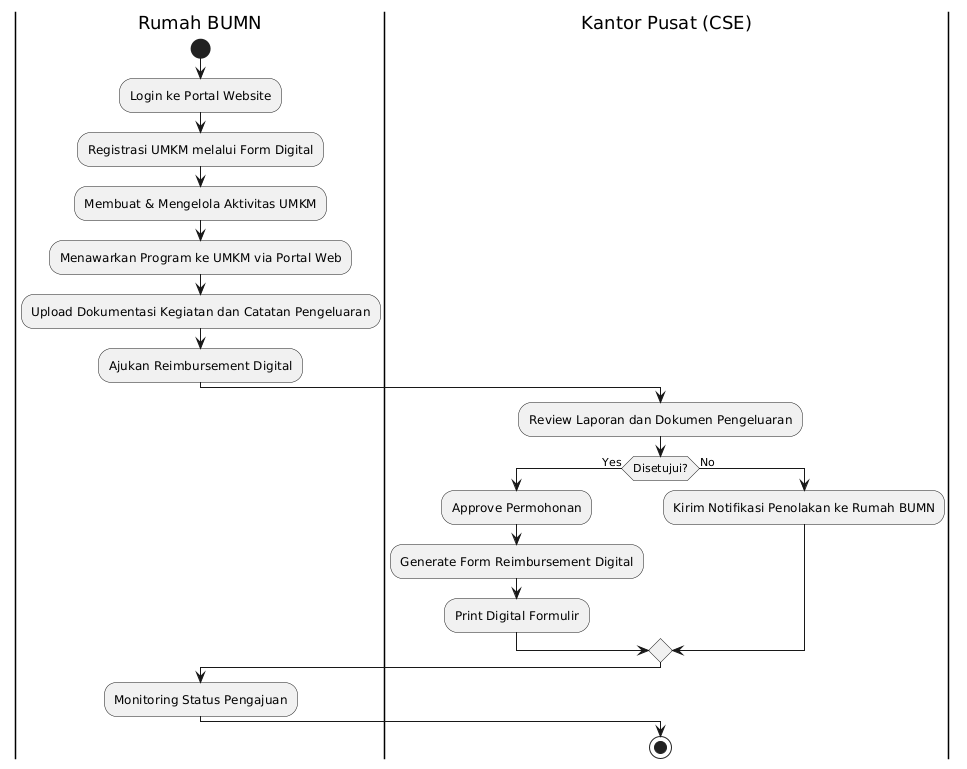 Rumah BUMN
Kantor Pusat (CSE)
Login ke Portal Website
Registrasi UMKM melalui Form Digital
Membuat & Mengelola Aktivitas UMKM
Menawarkan Program ke UMKM via Portal Web
Upload Dokumentasi Kegiatan dan Catatan Pengeluaran
Ajukan Reimbursement Digital
Review Laporan dan Dokumen Pengeluaran
Yes
Disetujui?
No
Approve Permohonan
Kirim Notifikasi Penolakan ke Rumah BUMN
Generate Form Reimbursement Digital
Print Digital Formulir
Monitoring Status Pengajuan